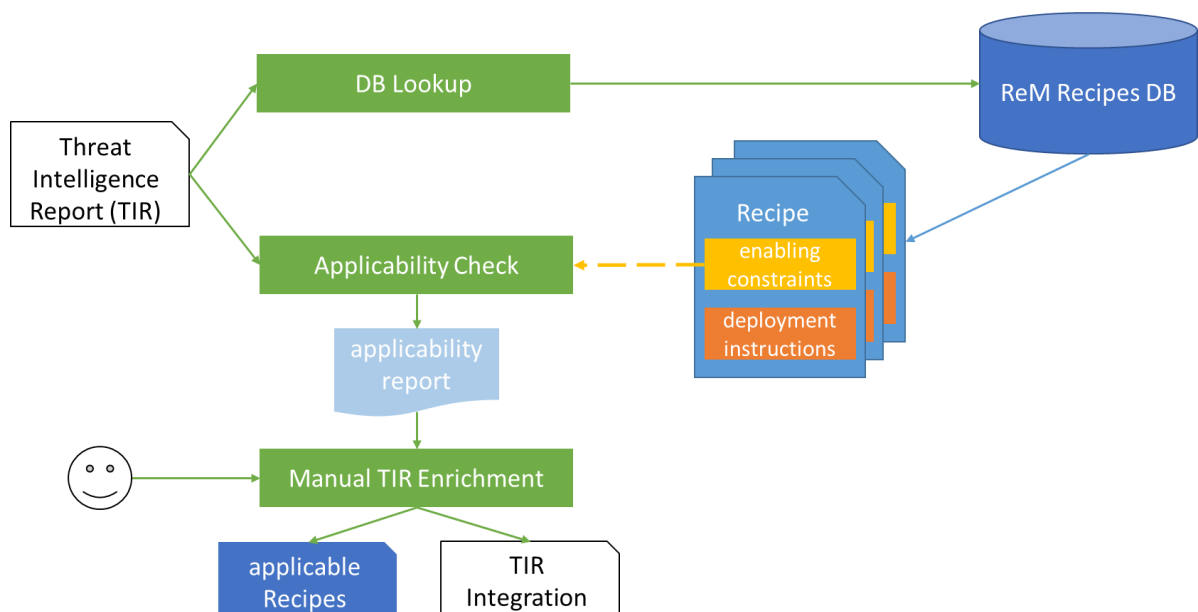 DB Lookup
ReM Recipes DB
Threat
Intelligence
Report (TIR)
Recipe
enabling
constraints
deployment
instructions
Applicability Check
applicability
report
Manual TIR Enrichment
applicable
Recipes
TIR
Integration